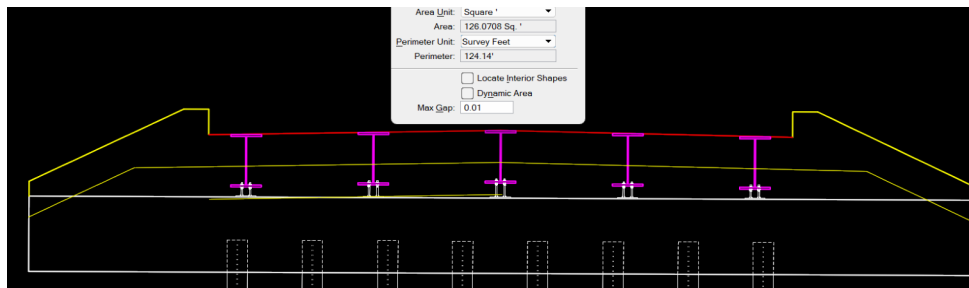 Area Unit: Square '
Area: 126.0708 Sq. '
Perimeter Unit: Survey Feet
Perimeter: 124.14'
Locate Interior Shapes
Dynamic Area
Max Gap: 0.01